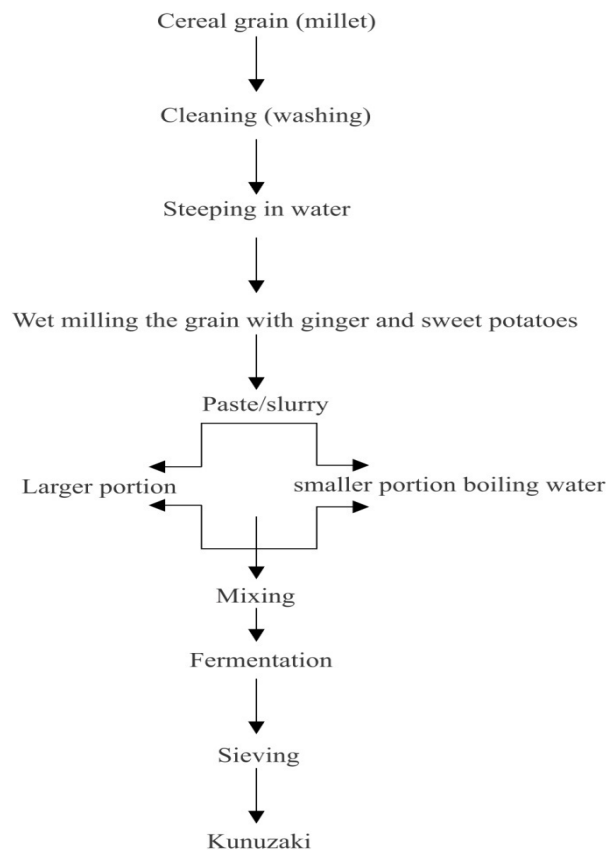 Cereal grain (millet)
Cleaning (washing)
Steeping in water
Wet milling the grain with ginger and sweet potatoes
Paste/slurry
Larger portion
smaller portion boiling water
Mixing
Fermentation
Sieving
Kunuzaki